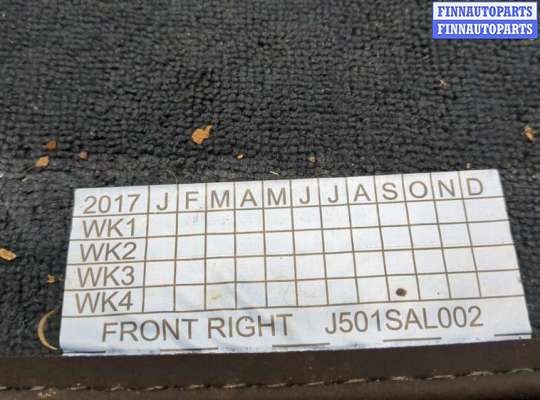 FINNAUTOPARTS
FINNAUTOPARTS
2017 J F M A M J J A S O N D
WK1
WK2
WK3
WK4
FRONT RIGHT J501SAL002